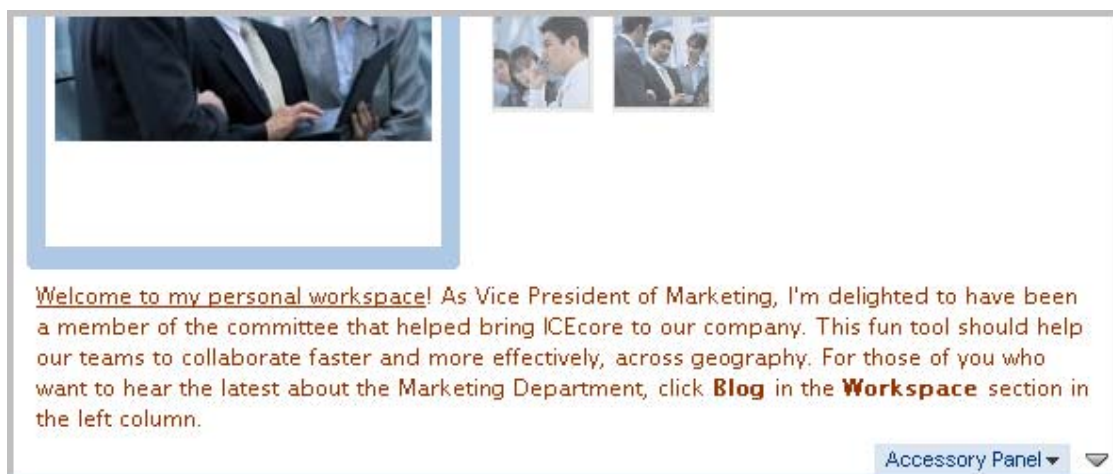 Welcome to my personal workspace! As Vice President of Marketing, I'm delighted to have been
a member of the committee that helped bring ICEcore to our company. This fun tool should help
our teams to collaborate faster and more effectively, across geography. For those of you who
want to hear the latest about the Marketing Department, click Blog in the Workspace section in
the left column.
Accessory Panel